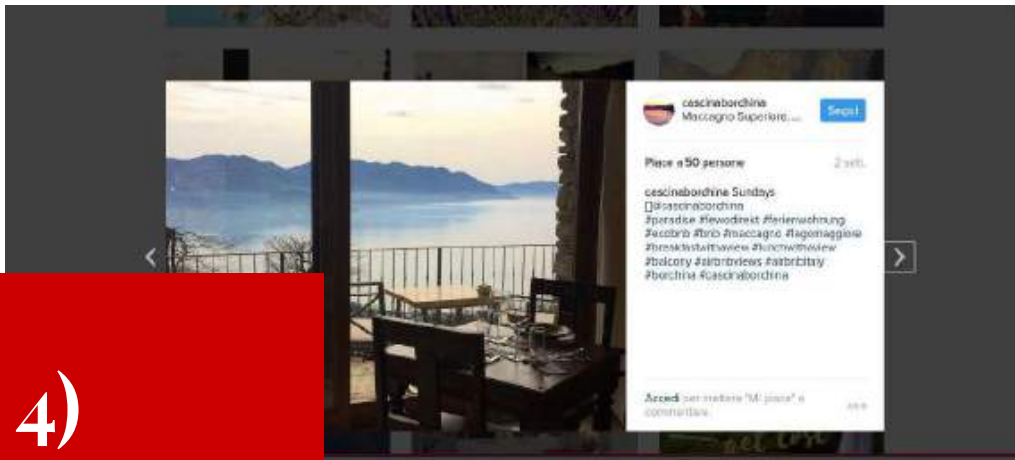 cascinaborchina
Maccagno Superiore....
Segui
Piace a 50 persone
2 sett.
cascinaborchina Sundays
@cascinaborchina
#paradise #fewodirekt #ferienwohnung
#ecobnb #bnb #maccagno #lagomaggiore
#breakfastwithaview #lunchwithaview
#balcony #airbnbviews #airbnbitaly
#borchina #cascinaborchina
Accedi per mettere "Mi piace" o
commentare.
4)